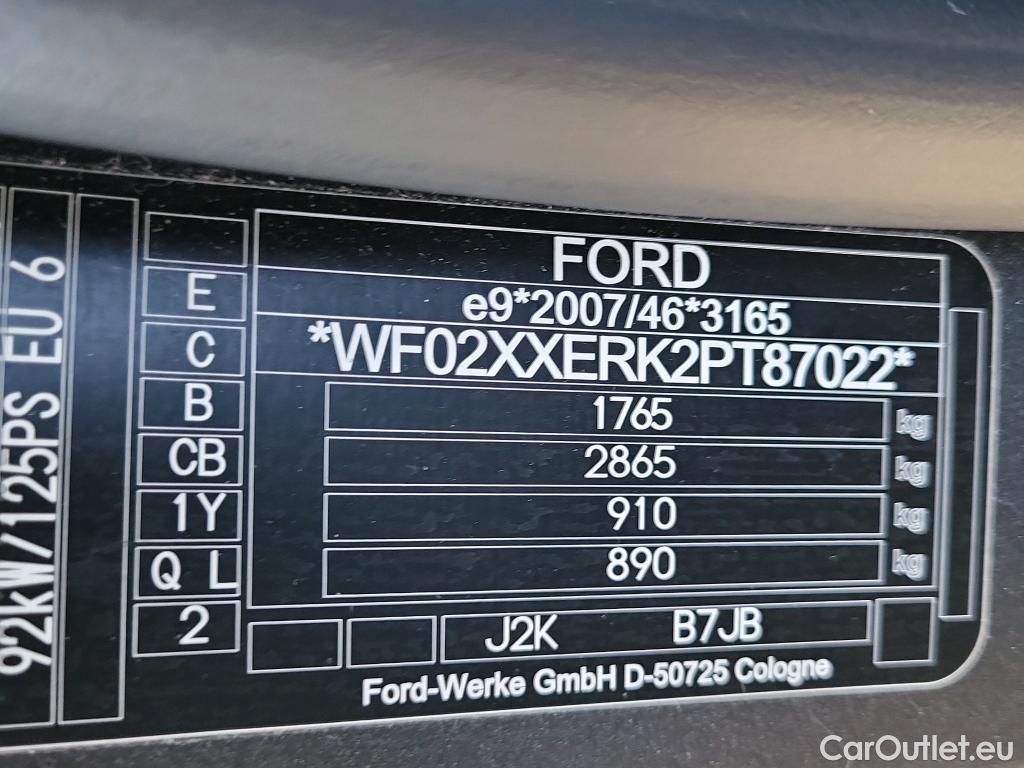 92kW/125PS EU 6
FORD
E
e9*2007/46*3165
C
*WF02XXERK2PT87022*
B
1765 kg
CB
2865 kg
1Y
910 kg
Q L
890 kg
2
J2K B7JB
Ford-Werke GmbH D-50725 Cologne
CarOutlet.eu